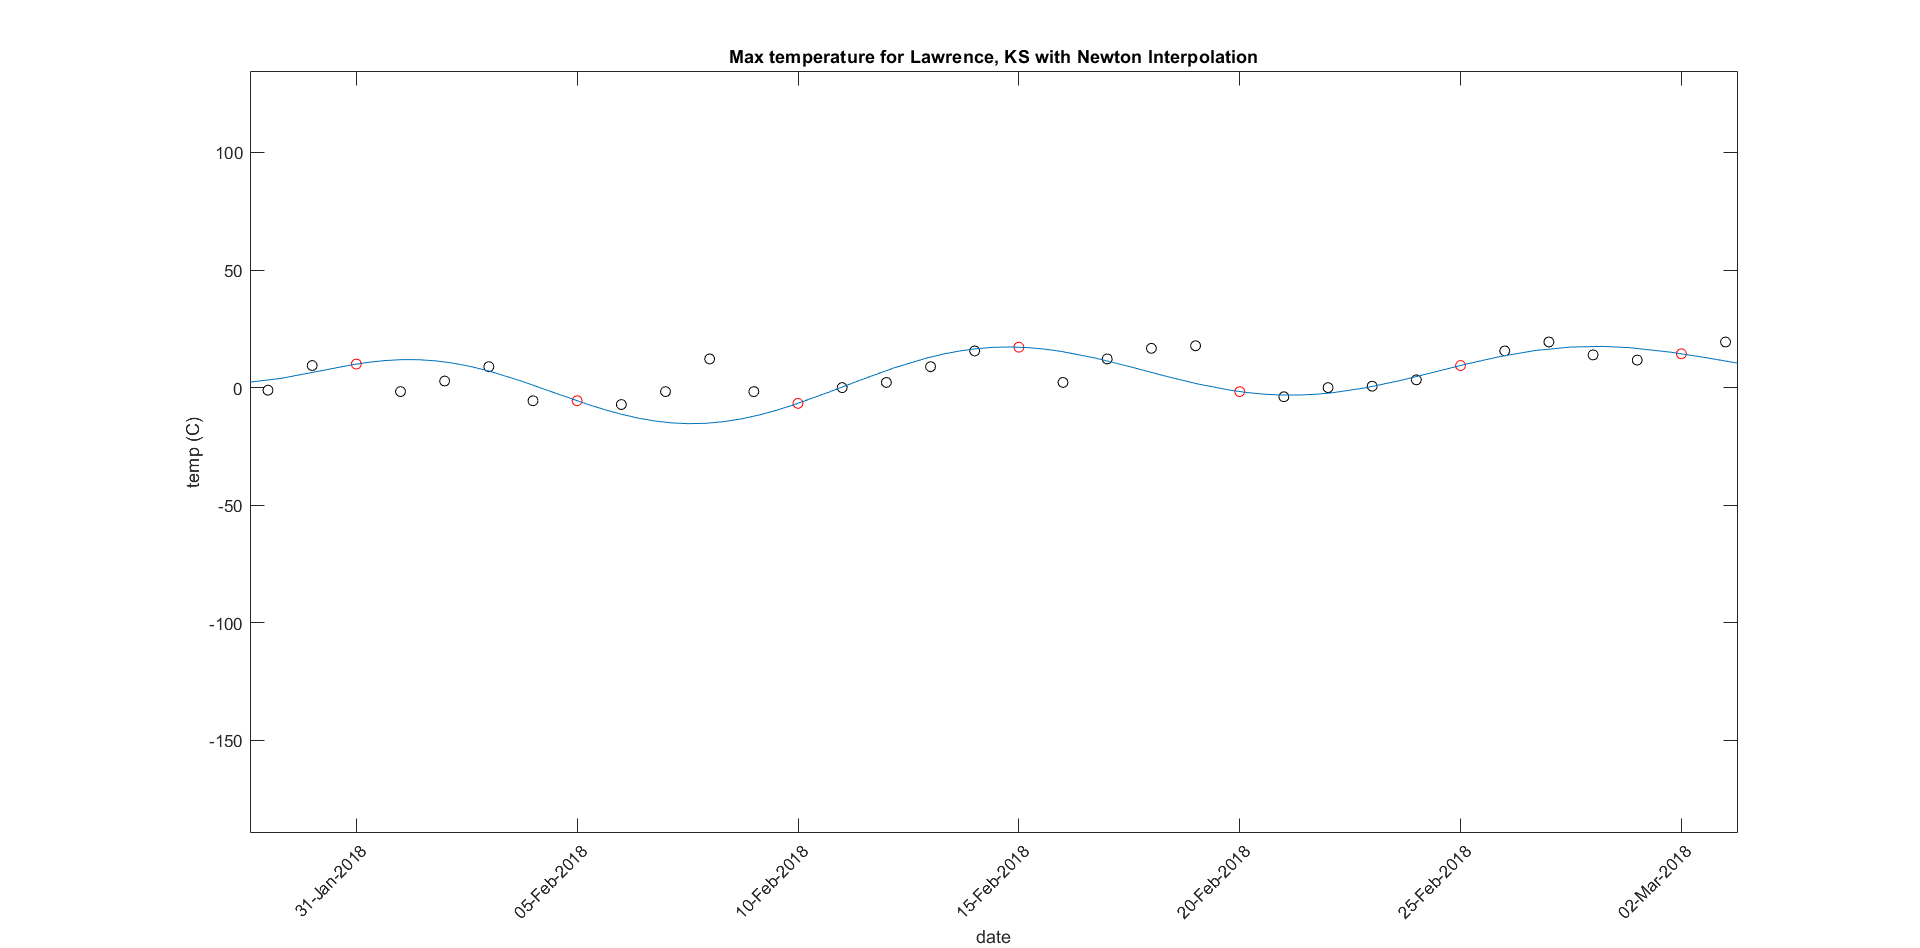 Max temperature for Lawrence, KS with Newton Interpolation
100
50
0
-50
-100
-150
temp (C)
31-Jan-2018
05-Feb-2018
10-Feb-2018
15-Feb-2018
20-Feb-2018
25-Feb-2018
02-Mar-2018
date